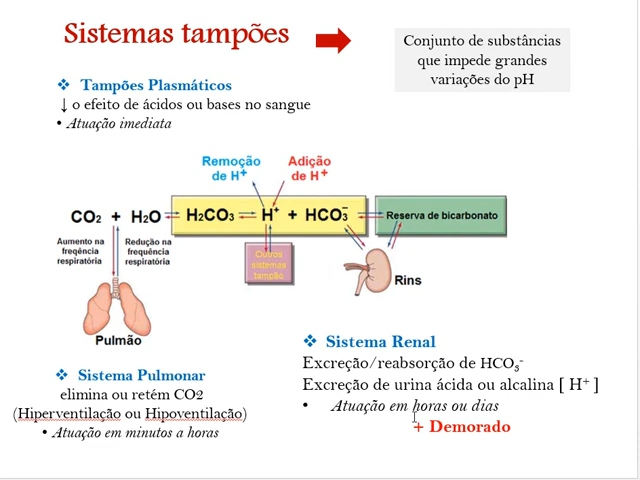 Sistemas tampões
Conjunto de substâncias
que impede grandes
variações do pH
❖ Tampões Plasmáticos
↓ o efeito de ácidos ou bases no sangue
• Atuação imediata
Remoção
de H⁺
Adição
de H⁺
CO₂ + H₂O
H₂CO₃
H⁺ + HCO₃⁻
Reserva de bicarbonato
Aumento na
freqência
respiratória
Redução na
frequência
respiratória
Outros
sistemas
tampão
Rins
Pulmão
❖ Sistema Pulmonar
elimina ou retém CO2
(Hiperventilação ou Hipoventilação)
• Atuação em minutos a horas
❖ Sistema Renal
Excreção/reabsorção de HCO₃⁻
Excreção de urina ácida ou alcalina [ H⁺ ]
• Atuação em horas ou dias
+ Demorado